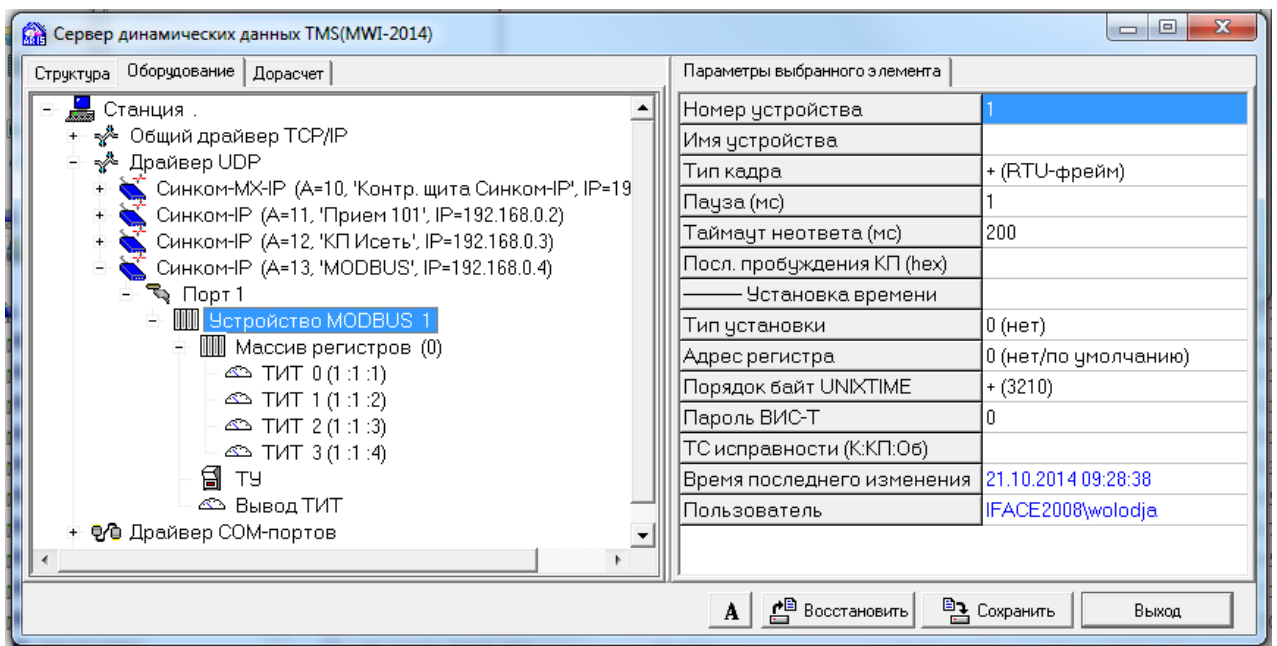 Сервер динамических данных TMS(MWI-2014)
Структура Оборудование Дорасчет
Станция .
Общий драйвер TCP/IP
Драйвер UDP
Синком-MX-IP (A=10, 'Контр. щита Синком-IP', IP=19
Синком-IP (A=11, 'Прием 101', IP=192.168.0.2)
Синком-IP (A=12, 'КП Исеть', IP=192.168.0.3)
Синком-IP (A=13, 'MODBUS', IP=192.168.0.4)
Порт 1
Устройство MODBUS 1
Массив регистров (0)
ТИТ 0 (1 :1 :1)
ТИТ 1 (1 :1 :2)
ТИТ 2 (1 :1 :3)
ТИТ 3 (1 :1 :4)
ТУ
Вывод ТИТ
Драйвер COM-портов
Параметры выбранного элемента
Номер устройства 1
Имя устройства
Тип кадра + (RTU-фрейм)
Пауза (мс) 1
Таймаут неответа (мс) 200
Посл. пробуждения КП (hex)
——— Установка времени
Тип установки 0 (нет)
Адрес регистра 0 (нет/по умолчанию)
Порядок байт UNIXTIME + (3210)
Пароль ВИС-Т 0
ТС исправности (К:КП:Об)
Время последнего изменения 21.10.2014 09:28:38
Пользователь IFACE2008\wolodja
A Восстановить Сохранить Выход